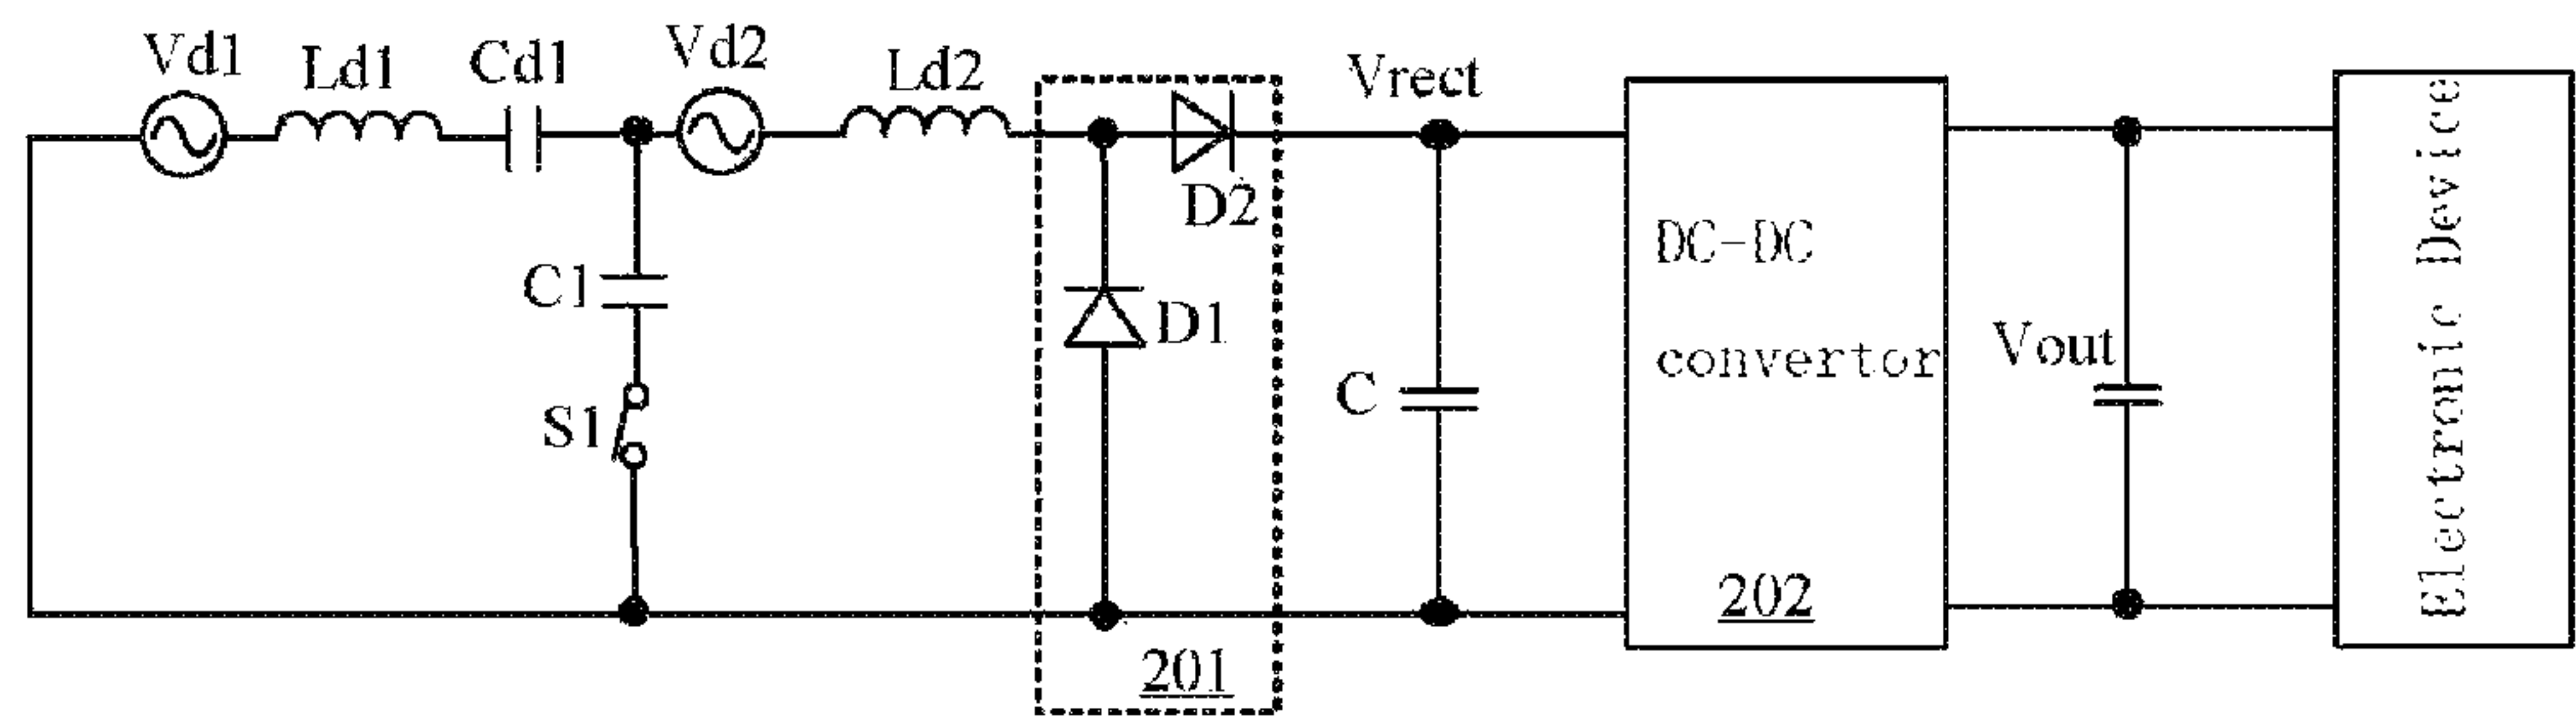 Vd1
Ld1
Cd1
Vd2
Ld2
Vrect
D2
C1
D1
S1
C
DC-DC
convertor
202
Vout
Electronic Device
201